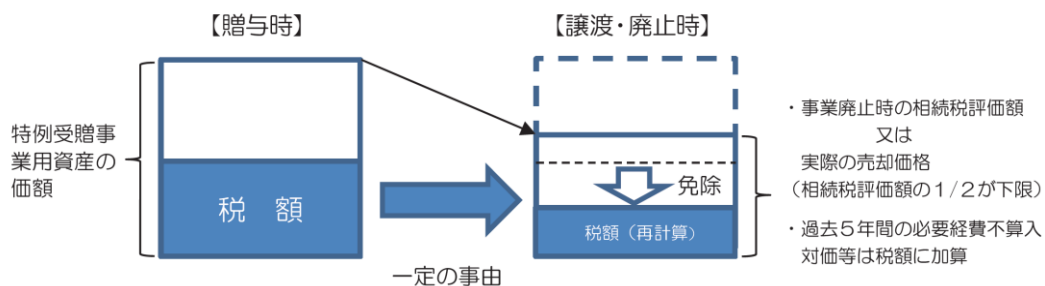 【贈与時】
【譲渡・廃止時】
特例受贈事
業用資産の
価額
税 額
一定の事由
免除
税額(再計算)
・事業廃止時の相続税評価額
又は
実際の売却価格
(相続税評価額の1/2が下限)
・過去5年間の必要経費不算入
対価等は税額に加算